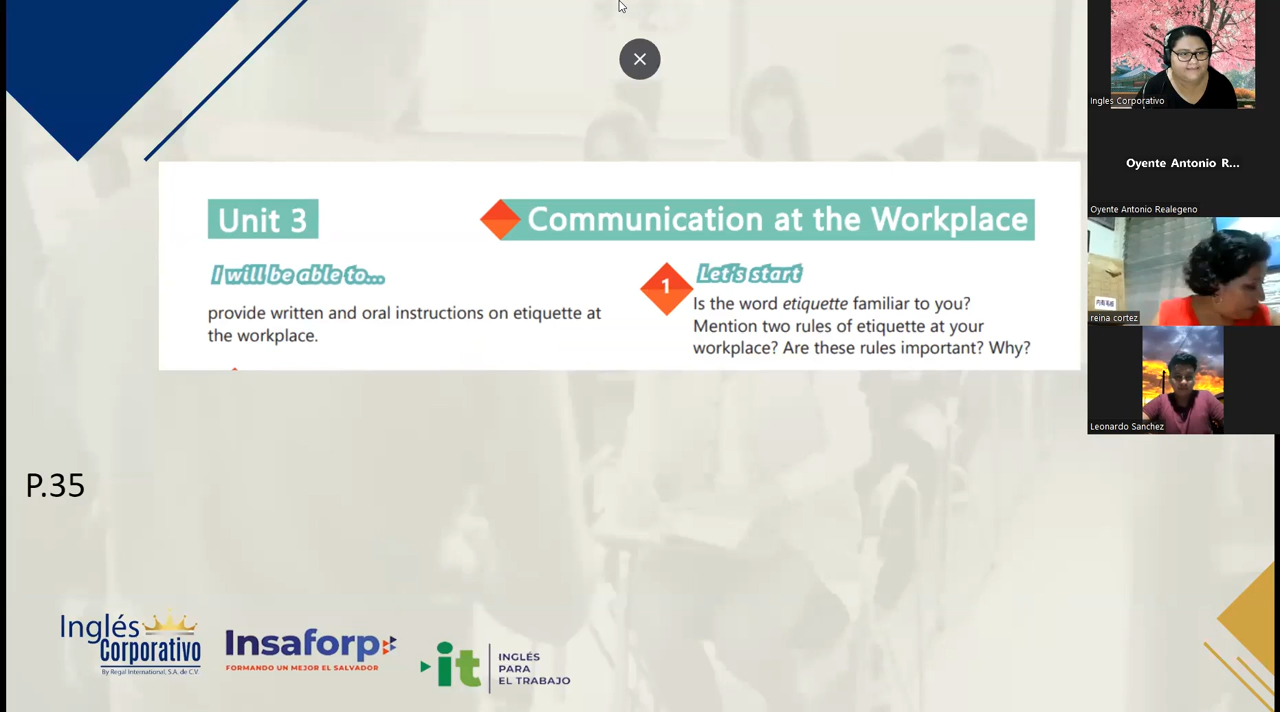 Unit 3
Communication at the Workplace
I will be able to...
provide written and oral instructions on etiquette at
the workplace.
1
Let's start
Is the word etiquette familiar to you?
Mention two rules of etiquette at your
workplace? Are these rules important? Why?
P.35
Inglés
Corporativo
By Regal International, S.A. de C.V.
Insaforp
FORMANDO UN MEJOR EL SALVADOR
it
INGLÉS
PARA
EL TRABAJO
Ingles Corporativo
Oyente Antonio R...
Oyente Antonio Realegeno
reina cortez
Leonardo Sanchez